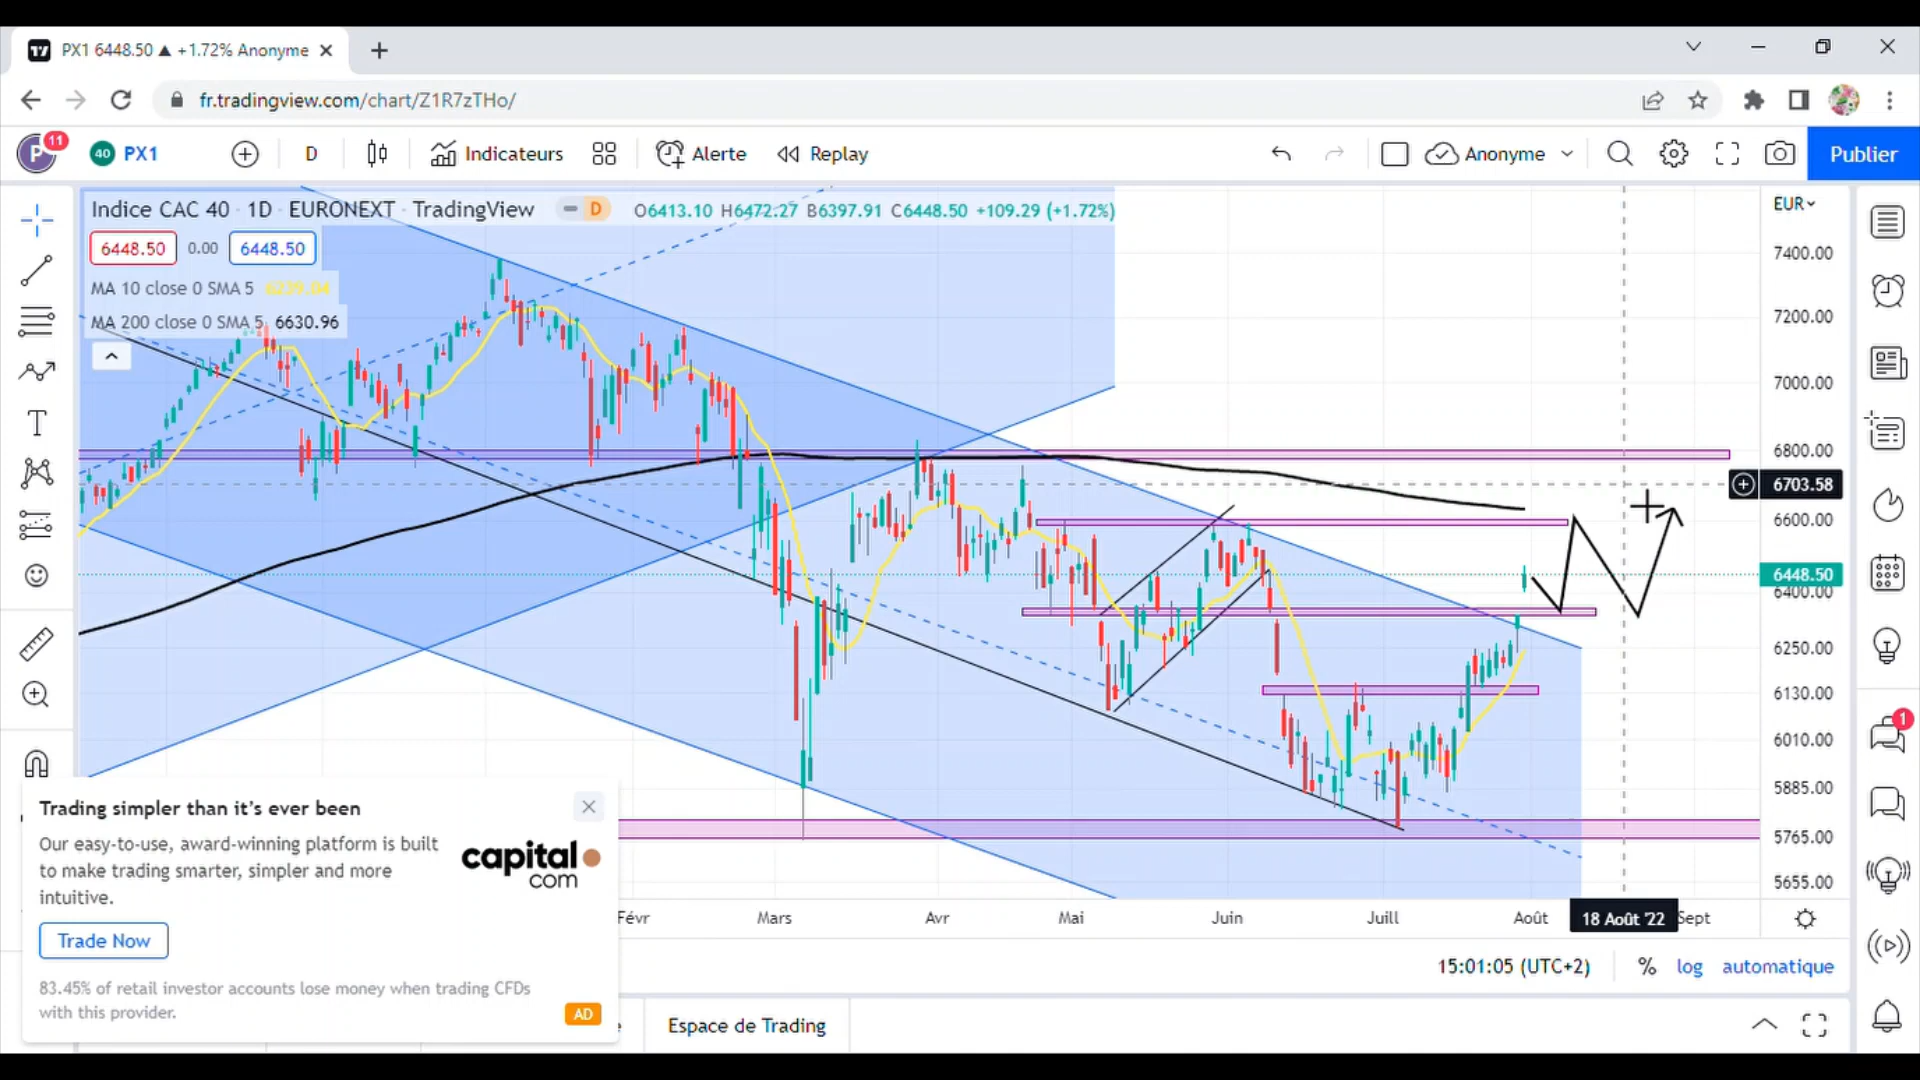 PX1 6448.50 ▲ +1.72% Anonyme
fr.tradingview.com/chart/Z1R7zTHo/
P 11 40 PX1 D Indicateurs Alerte Replay Anonyme Publier
Indice CAC 40 · 1D · EURONEXT · TradingView D O6413.10 H6472.27 B6397.91 C6448.50 +109.29 (+1.72%)
EUR
6448.50 0.00 6448.50
MA 10 close 0 SMA 5 6239.04
MA 200 close 0 SMA 5 6630.96
7400.00
7200.00
7000.00
6800.00
6703.58
6600.00
6448.50
6400.00
6250.00
6130.00
6010.00
5885.00
5765.00
5655.00
1
Trading simpler than it's ever been
Our easy-to-use, award-winning platform is built
to make trading smarter, simpler and more
intuitive.
capital
com
Trade Now
83.45% of retail investor accounts lose money when trading CFDs
with this provider.
AD
Févr Mars Avr Mai Juin Juill Août 18 Août '22 Sept
15:01:05 (UTC+2) % log automatique
Espace de Trading